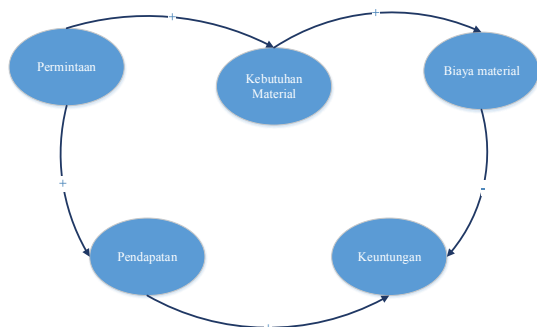 +
+
Permintaan
Kebutuhan
Material
Biaya material
+
-
Pendapatan
Keuntungan
+